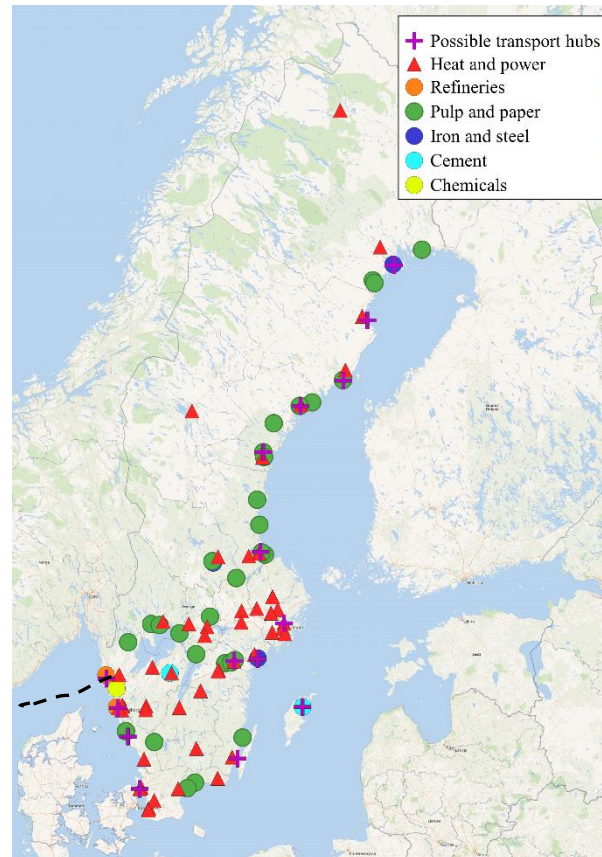 Possible transport hubs
Heat and power
Refineries
Pulp and paper
Iron and steel
Cement
Chemicals